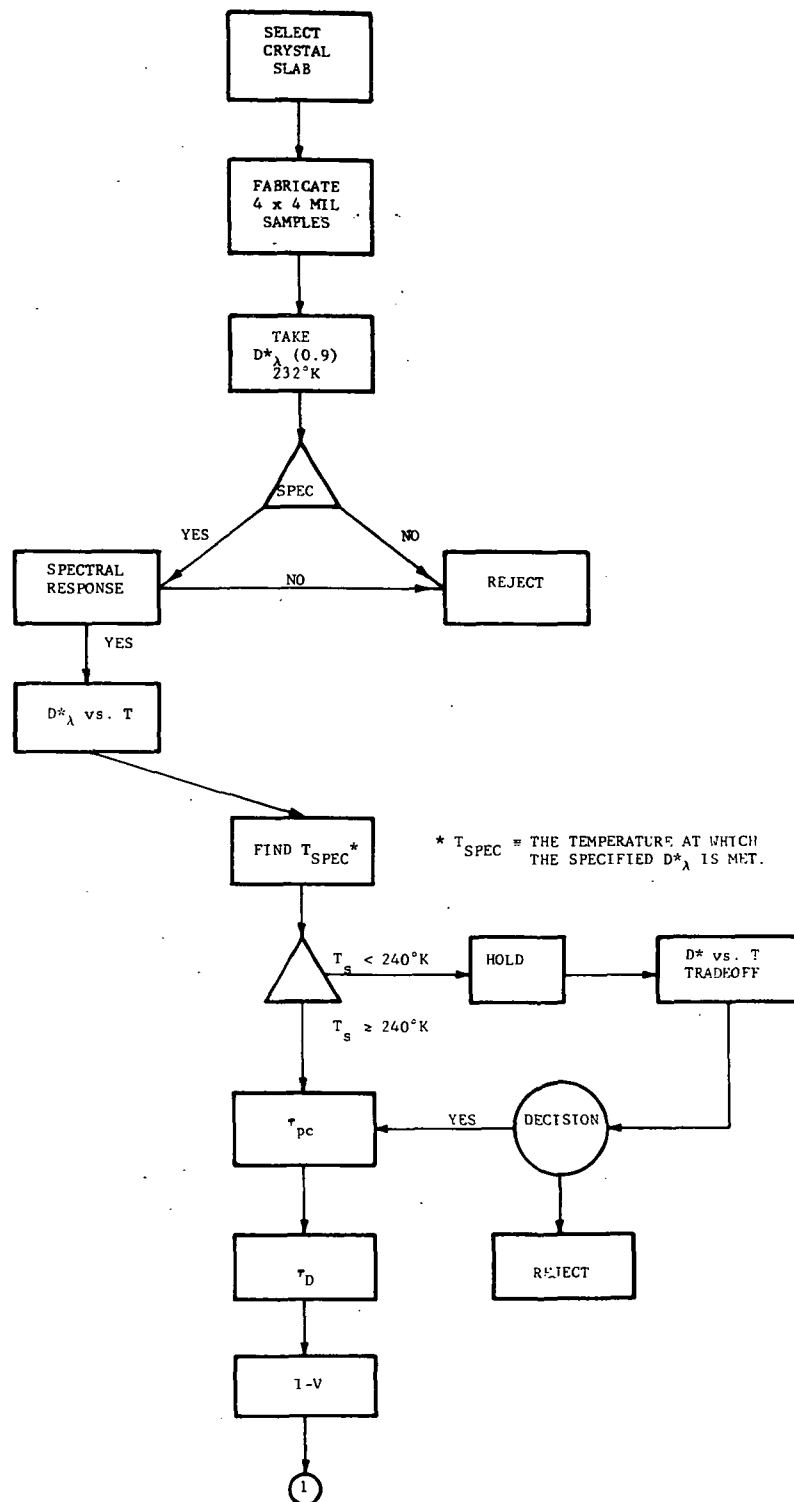 SELECT
CRYSTAL
SLAB
FABRICATE
4 x 4 MIL
SAMPLES
TAKE
D*λ (0.9)
232°K
SPEC
YES
NO
SPECTRAL
RESPONSE
NO
REJECT
YES
D*λ vs. T
FIND TSPEC*
* TSPEC ≡ THE TEMPERATURE AT WHICH
THE SPECIFIED D*λ IS MET.
Ts < 240°K
HOLD
D* vs. T
TRADEOFF
Ts ≥ 240°K
τpc
YES
DECISION
τD
REJECT
I-V
1